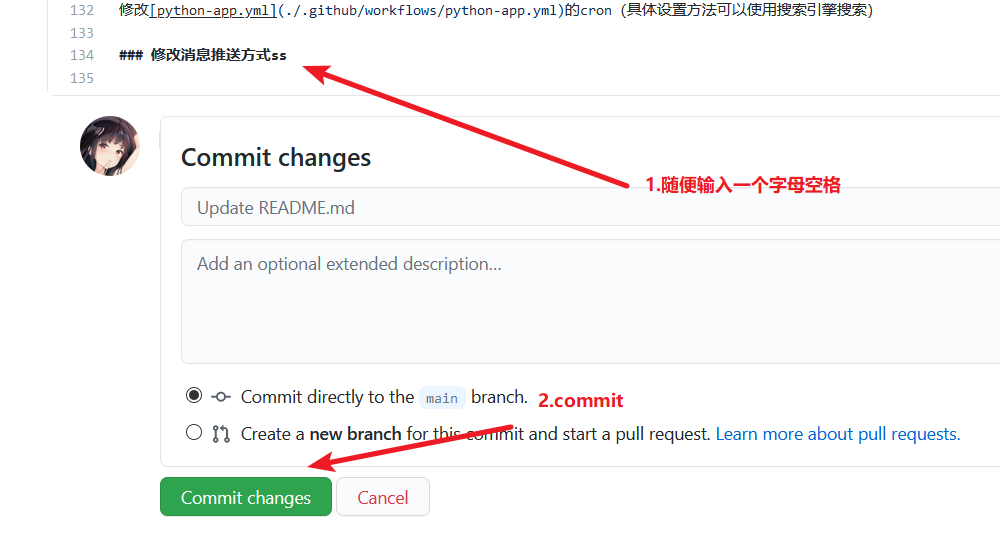 132 修改[python-app.yml](./.github/workflows/python-app.yml)的cron (具体设置方法可以使用搜索引擎搜索)
133
134 ### 修改消息推送方式ss
135
Commit changes
1.随便输入一个字母空格
Update README.md
Add an optional extended description...
Commit directly to the main branch.
2.commit
Create a new branch for this commit and start a pull request. Learn more about pull requests.
Commit changes
Cancel